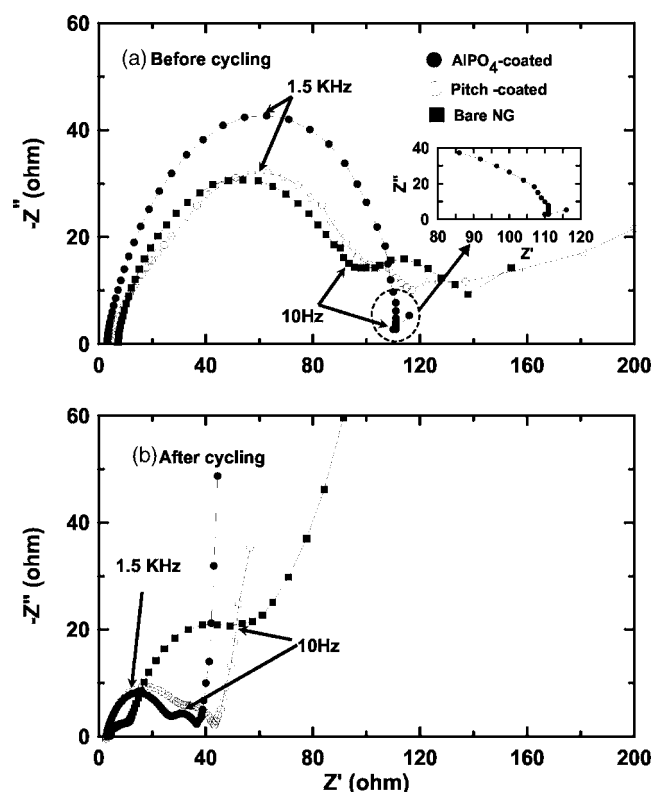 (a) Before cycling
AlPO4-coated
Pitch -coated
Bare NG
1.5 KHz
10Hz
-Z'' (ohm)
60
40
20
0
0 40 80 120 160 200
Z''
40
20
0
80 90 100 110 120
Z'
(b) After cycling
1.5 KHz
10Hz
-Z'' (ohm)
60
40
20
0
0 40 80 120 160 200
Z' (ohm)